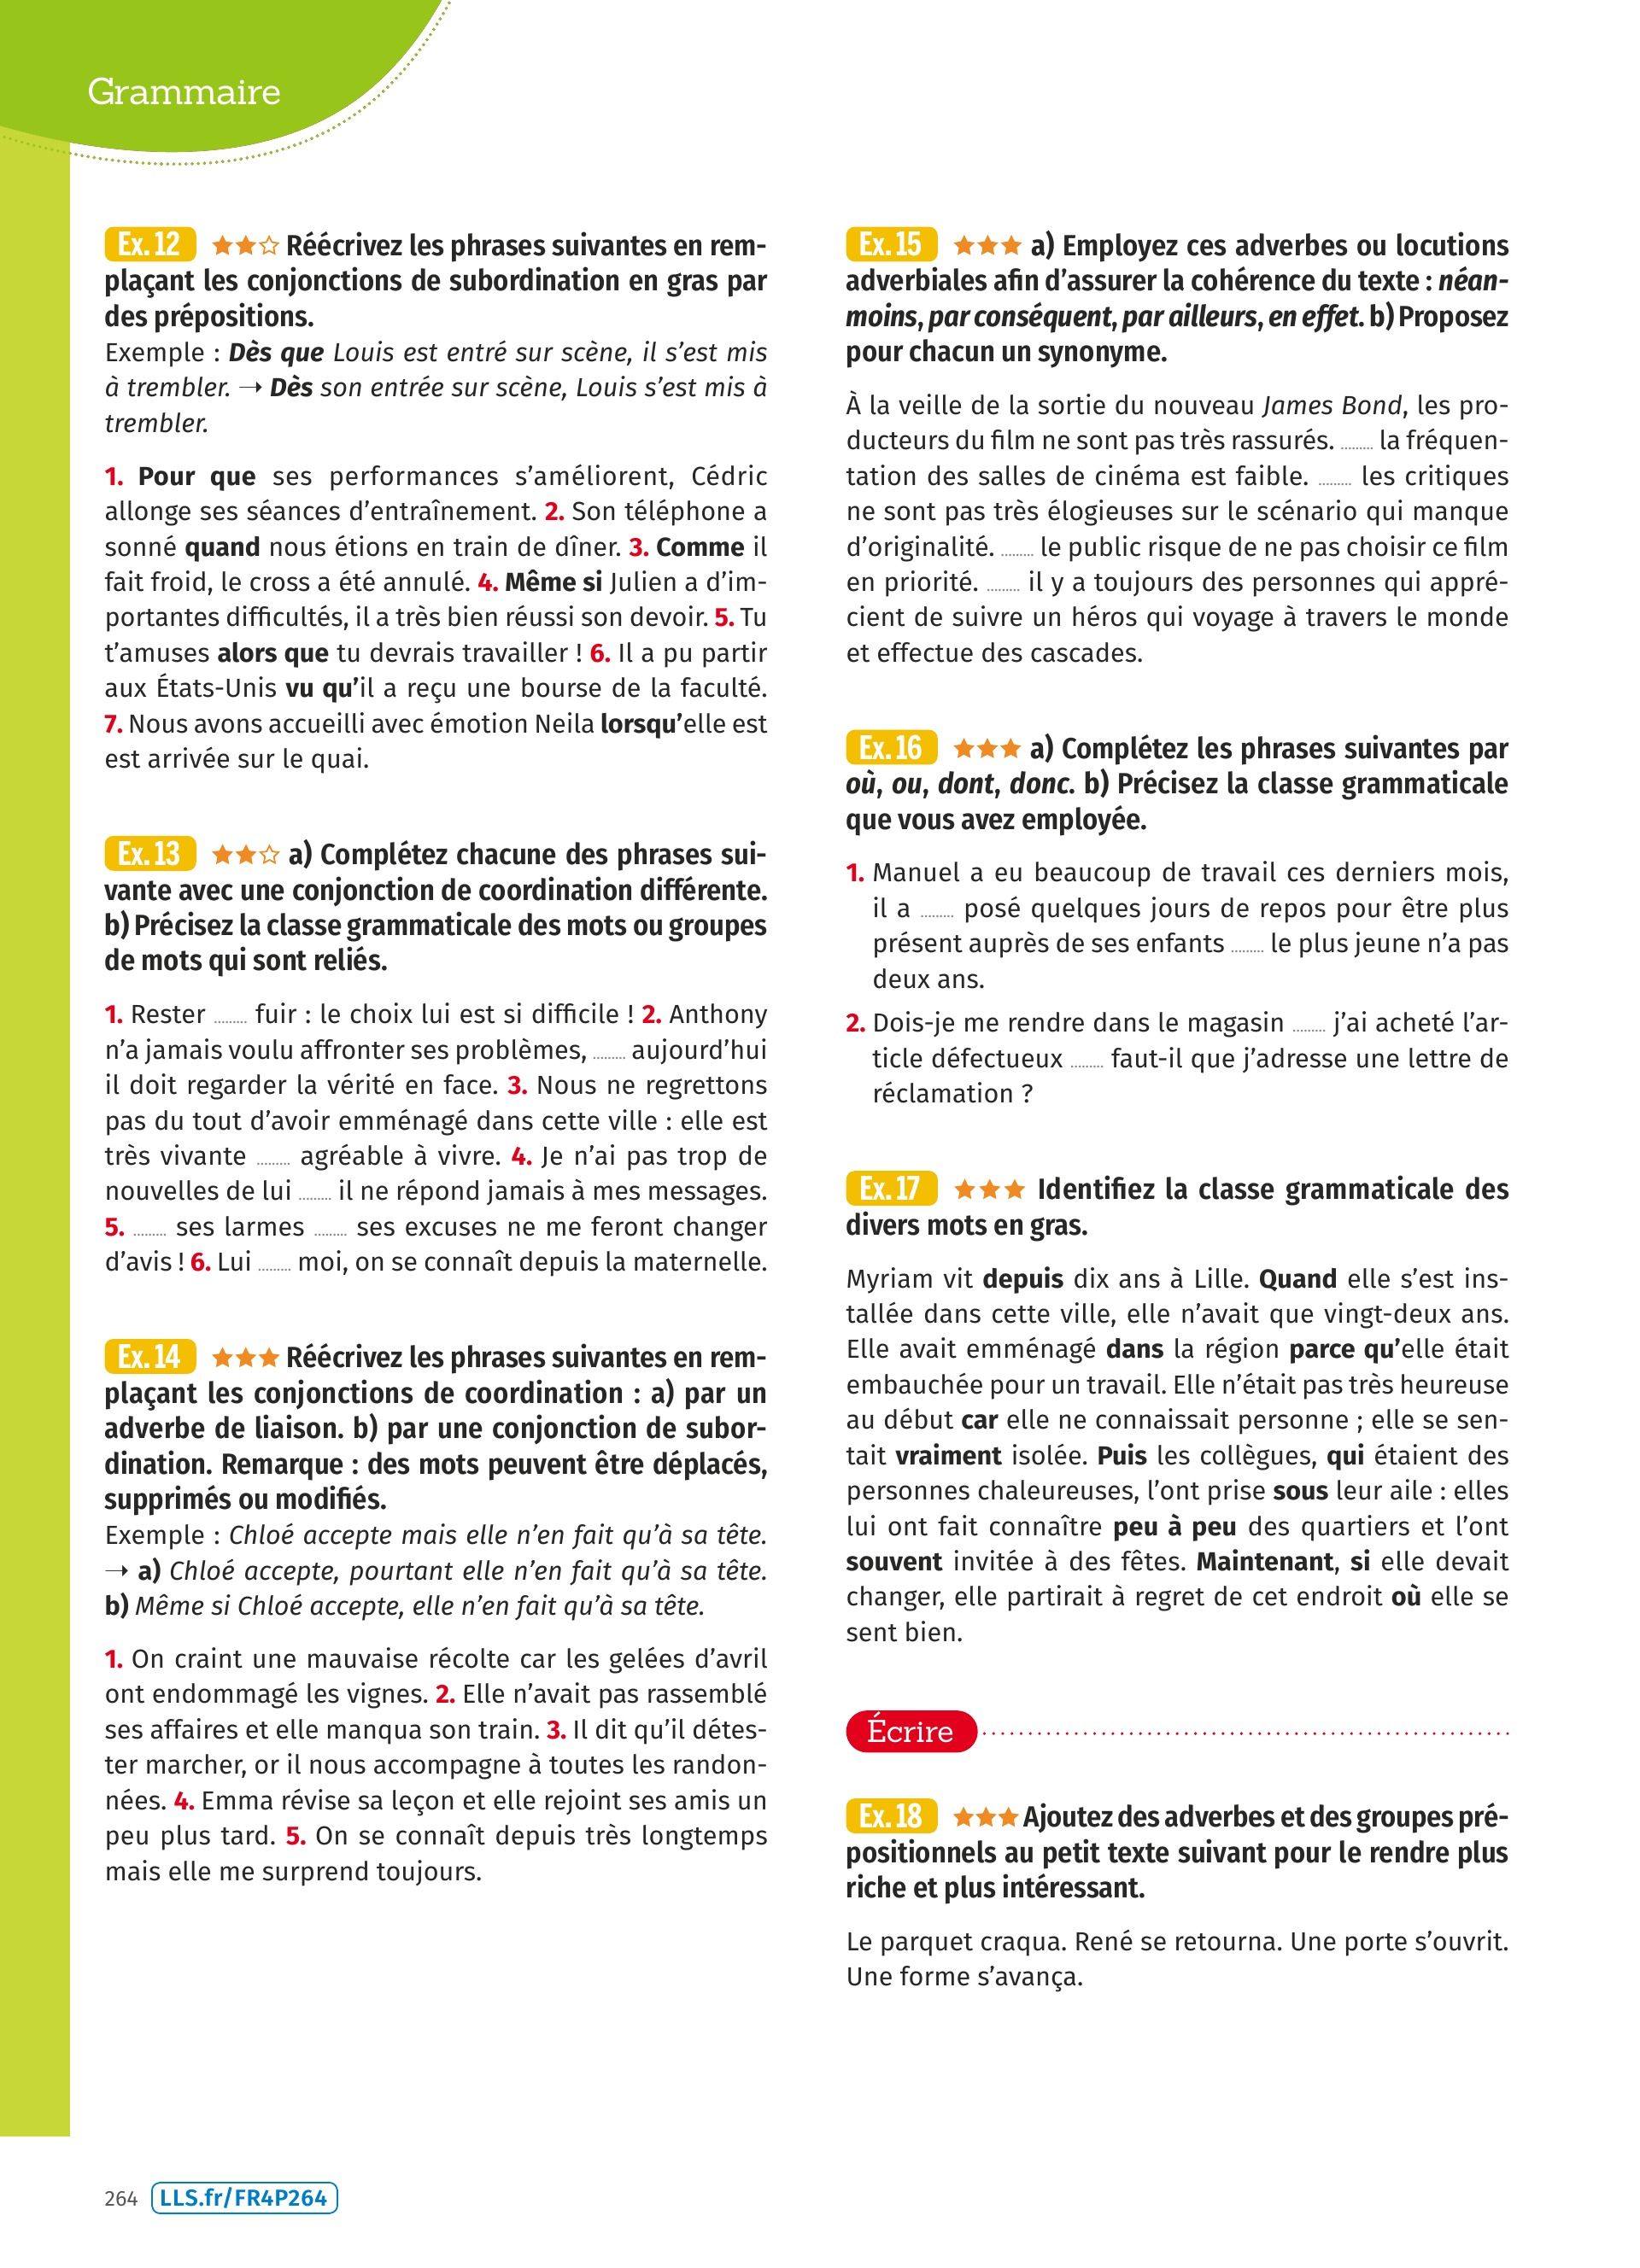 Grammaire
Ex. 12 ★★☆ Réécrivez les phrases suivantes en rem-
plaçant les conjonctions de subordination en gras par
des prépositions.
Exemple : Dès que Louis est entré sur scène, il s’est mis
à trembler. → Dès son entrée sur scène, Louis s’est mis à
trembler.
1. Pour que ses performances s’améliorent, Cédric
allonge ses séances d’entraînement. 2. Son téléphone a
sonné quand nous étions en train de dîner. 3. Comme il
fait froid, le cross a été annulé. 4. Même si Julien a d’im-
portantes difficultés, il a très bien réussi son devoir. 5. Tu
t’amuses alors que tu devrais travailler ! 6. Il a pu partir
aux États-Unis vu qu’il a reçu une bourse de la faculté.
7. Nous avons accueilli avec émotion Neila lorsqu’elle est
est arrivée sur le quai.
Ex. 13 ★★☆ a) Complétez chacune des phrases sui-
vante avec une conjonction de coordination différente.
b) Précisez la classe grammaticale des mots ou groupes
de mots qui sont reliés.
1. Rester ......... fuir : le choix lui est si difficile ! 2. Anthony
n’a jamais voulu affronter ses problèmes, ......... aujourd’hui
il doit regarder la vérité en face. 3. Nous ne regrettons
pas du tout d’avoir emménagé dans cette ville : elle est
très vivante ......... agréable à vivre. 4. Je n’ai pas trop de
nouvelles de lui ......... il ne répond jamais à mes messages.
5. ......... ses larmes ......... ses excuses ne me feront changer
d’avis ! 6. Lui ......... moi, on se connaît depuis la maternelle.
Ex. 14 ★★★ Réécrivez les phrases suivantes en rem-
plaçant les conjonctions de coordination : a) par un
adverbe de liaison. b) par une conjonction de subor-
dination. Remarque : des mots peuvent être déplacés,
supprimés ou modifiés.
Exemple : Chloé accepte mais elle n’en fait qu’à sa tête.
→ a) Chloé accepte, pourtant elle n’en fait qu’à sa tête.
b) Même si Chloé accepte, elle n’en fait qu’à sa tête.
1. On craint une mauvaise récolte car les gelées d’avril
ont endommagé les vignes. 2. Elle n’avait pas rassemblé
ses affaires et elle manqua son train. 3. Il dit qu’il détes-
ter marcher, or il nous accompagne à toutes les randon-
nées. 4. Emma révise sa leçon et elle rejoint ses amis un
peu plus tard. 5. On se connaît depuis très longtemps
mais elle me surprend toujours.
Ex. 15 ★★★ a) Employez ces adverbes ou locutions
adverbiales afin d’assurer la cohérence du texte : néan-
moins, par conséquent, par ailleurs, en effet. b) Proposez
pour chacun un synonyme.
À la veille de la sortie du nouveau James Bond, les pro-
ducteurs du film ne sont pas très rassurés. ......... la fréquen-
tation des salles de cinéma est faible. ......... les critiques
ne sont pas très élogieuses sur le scénario qui manque
d’originalité. ......... le public risque de ne pas choisir ce film
en priorité. ......... il y a toujours des personnes qui appré-
cient de suivre un héros qui voyage à travers le monde
et effectue des cascades.
Ex. 16 ★★★ a) Complétez les phrases suivantes par
où, ou, dont, donc. b) Précisez la classe grammaticale
que vous avez employée.
1. Manuel a eu beaucoup de travail ces derniers mois,
il a ......... posé quelques jours de repos pour être plus
présent auprès de ses enfants ......... le plus jeune n’a pas
deux ans.
2. Dois-je me rendre dans le magasin ......... j’ai acheté l’ar-
ticle défectueux ......... faut-il que j’adresse une lettre de
réclamation ?
Ex. 17 ★★★ Identifiez la classe grammaticale des
divers mots en gras.
Myriam vit depuis dix ans à Lille. Quand elle s’est ins-
tallée dans cette ville, elle n’avait que vingt-deux ans.
Elle avait emménagé dans la région parce qu’elle était
embauchée pour un travail. Elle n’était pas très heureuse
au début car elle ne connaissait personne ; elle se sen-
tait vraiment isolée. Puis les collègues, qui étaient des
personnes chaleureuses, l’ont prise sous leur aile : elles
lui ont fait connaître peu à peu des quartiers et l’ont
souvent invitée à des fêtes. Maintenant, si elle devait
changer, elle partirait à regret de cet endroit où elle se
sent bien.
Écrire
Ex. 18 ★★★ Ajoutez des adverbes et des groupes pré-
positionnels au petit texte suivant pour le rendre plus
riche et plus intéressant.
Le parquet craqua. René se retourna. Une porte s’ouvrit.
Une forme s’avança.
264 LLS.fr/FR4P264